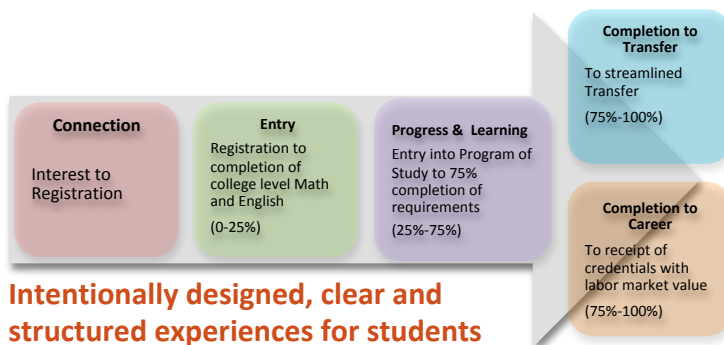 Connection
Interest to
Registration
Entry
Registration to
completion of
college level Math
and English
(0-25%)
Progress & Learning
Entry into Program of
Study to 75%
completion of
requirements
(25%-75%)
Completion to
Transfer
To streamlined
Transfer
(75%-100%)
Completion to
Career
To receipt of
credentials with
labor market value
(75%-100%)
Intentionally designed, clear and
structured experiences for students